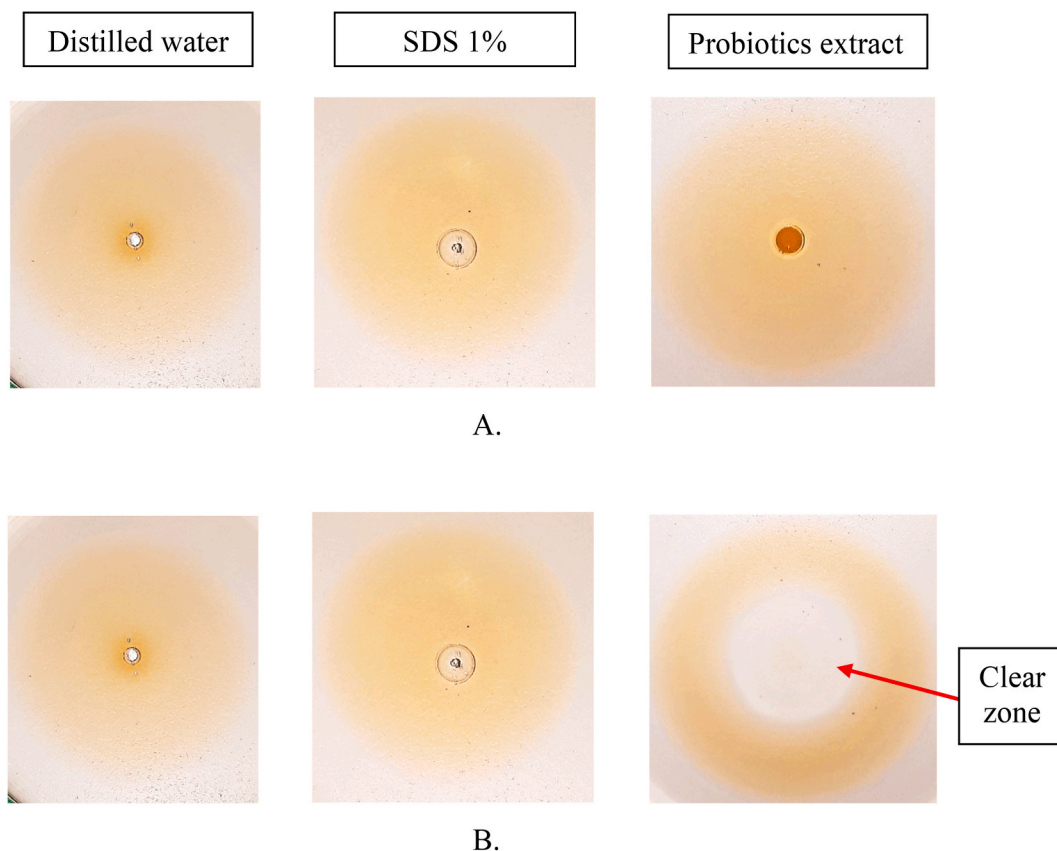 Distilled water
SDS 1%
Probiotics extract
A.
Clear
zone
B.